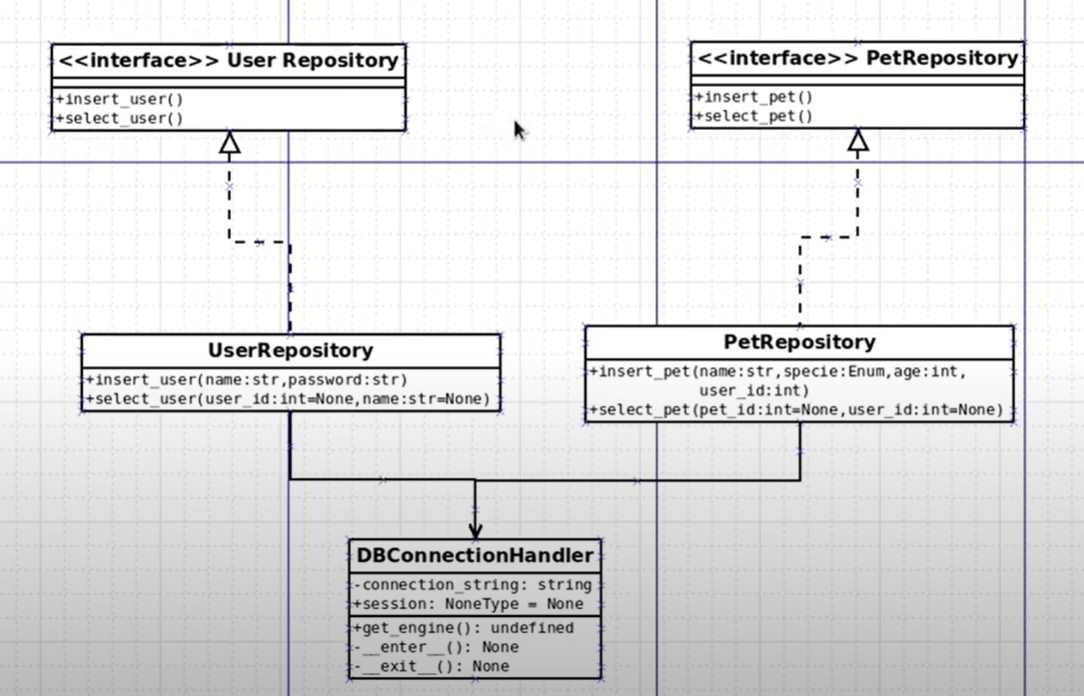 <<interface>> User Repository
+insert_user()
+select_user()
<<interface>> PetRepository
+insert_pet()
+select_pet()
UserRepository
+insert_user(name:str,password:str)
+select_user(user_id:int=None,name:str=None)
PetRepository
+insert_pet(name:str,specie:Enum,age:int,
user_id:int)
+select_pet(pet_id:int=None,user_id:int=None)
DBConnectionHandler
-connection_string: string
+session: NoneType = None
+get_engine(): undefined
-__enter__(): None
-__exit__(): None